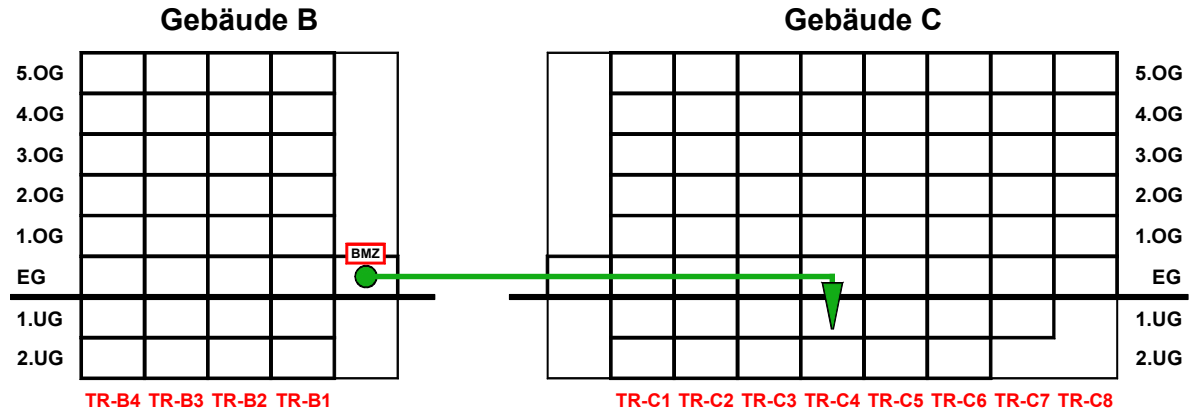 Gebäude B
Gebäude C
5.OG
5.OG
4.OG
4.OG
3.OG
3.OG
2.OG
2.OG
1.OG
1.OG
BMZ
EG
EG
1.UG
1.UG
2.UG
2.UG
TR-B4 TR-B3 TR-B2 TR-B1
TR-C1 TR-C2 TR-C3 TR-C4 TR-C5 TR-C6 TR-C7 TR-C8